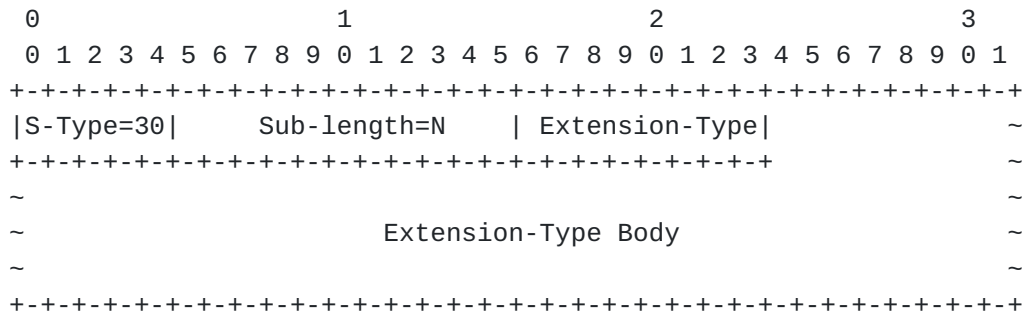 0                   1                   2                   3
 0 1 2 3 4 5 6 7 8 9 0 1 2 3 4 5 6 7 8 9 0 1 2 3 4 5 6 7 8 9 0 1
+-+-+-+-+-+-+-+-+-+-+-+-+-+-+-+-+-+-+-+-+-+-+-+-+-+-+-+-+-+-+-+-+
|S-Type=30|     Sub-length=N    | Extension-Type|               ~
+-+-+-+-+-+-+-+-+-+-+-+-+-+-+-+-+-+-+-+-+-+-+-+-+               ~
~                                                               ~
~                       Extension-Type Body                     ~
~                                                               ~
+-+-+-+-+-+-+-+-+-+-+-+-+-+-+-+-+-+-+-+-+-+-+-+-+-+-+-+-+-+-+-+-+